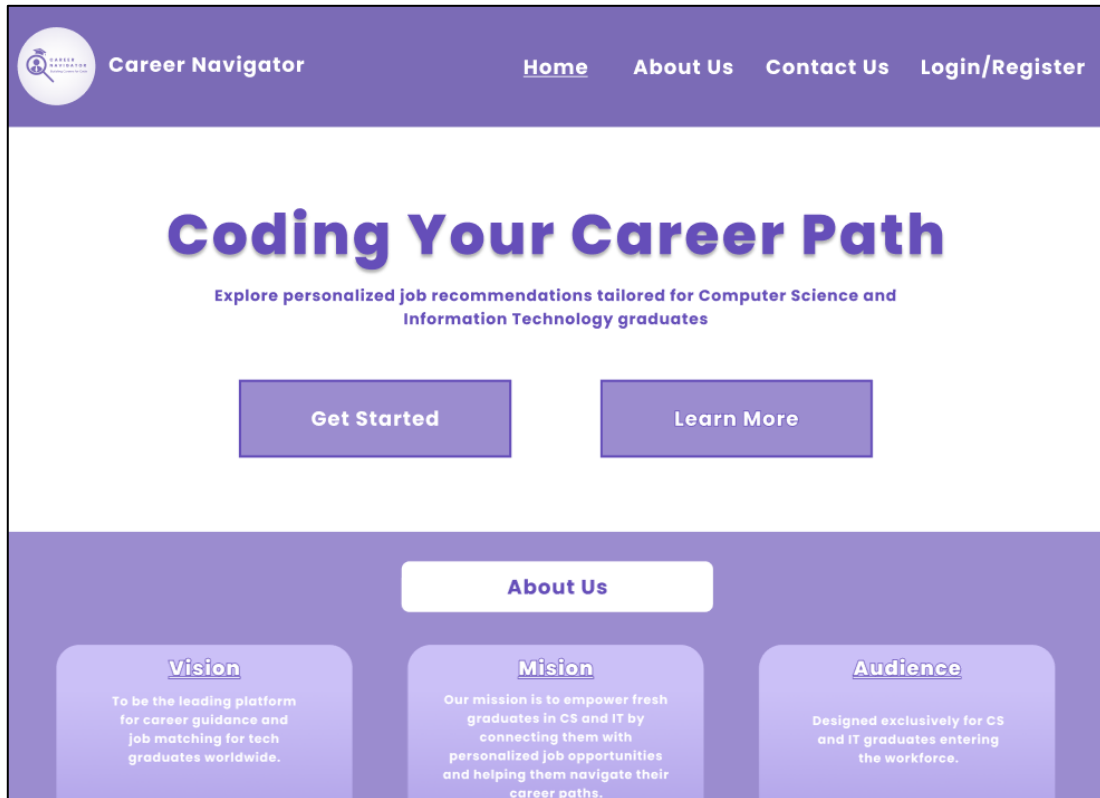 CAREER
NAVIGATOR
Career Navigator
Home
About Us
Contact Us
Login/Register
Coding Your Career Path
Explore personalized job recommendations tailored for Computer Science and
Information Technology graduates
Get Started
Learn More
About Us
Vision
To be the leading platform
for career guidance and
job matching for tech
graduates worldwide.
Mision
Our mission is to empower fresh
graduates in CS and IT by
connecting them with
personalized job opportunities
and helping them navigate their
career paths.
Audience
Designed exclusively for CS
and IT graduates entering
the workforce.